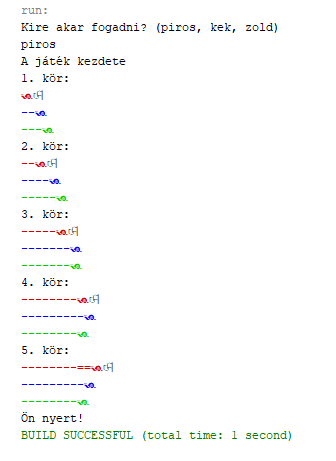 run:
Kire akar fogadni? (piros, kek, zold)
piros
A játék kezdete
1. kör:
--
---
2. kör:
--
----
-----
3. kör:
-----
-------
-------
4. kör:
--------
---------
--------
5. kör:
--------==
---------
--------
Ön nyert!
BUILD SUCCESSFUL (total time: 1 second)